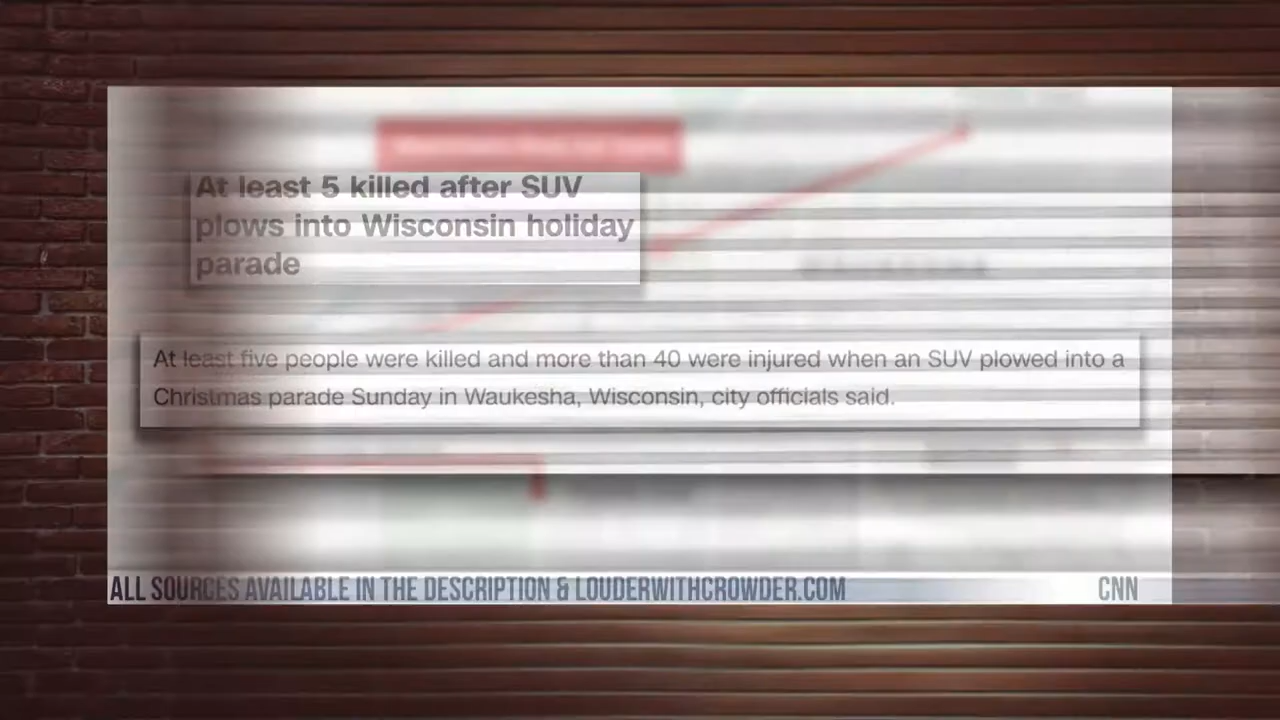 At least 5 killed after SUV
plows into Wisconsin holiday
parade
At least five people were killed and more than 40 were injured when an SUV plowed into a
Christmas parade Sunday in Waukesha, Wisconsin, city officials said.
ALL SOURCES AVAILABLE IN THE DESCRIPTION & LOUDERWITHCROWDER.COM
CNN